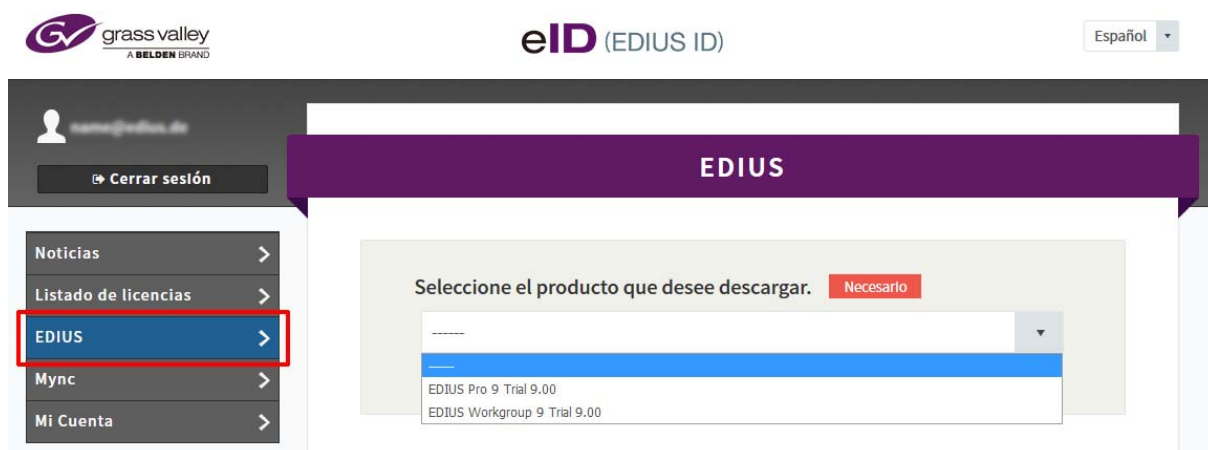 GV grass valley
A BELDEN BRAND
eID (EDIUS ID)
Español
Cerrar sesión
EDIUS
Noticias
Listado de licencias
EDIUS
Mync
Mi Cuenta
Seleccione el producto que desee descargar. Necesario
------
------
EDIUS Pro 9 Trial 9.00
EDIUS Workgroup 9 Trial 9.00